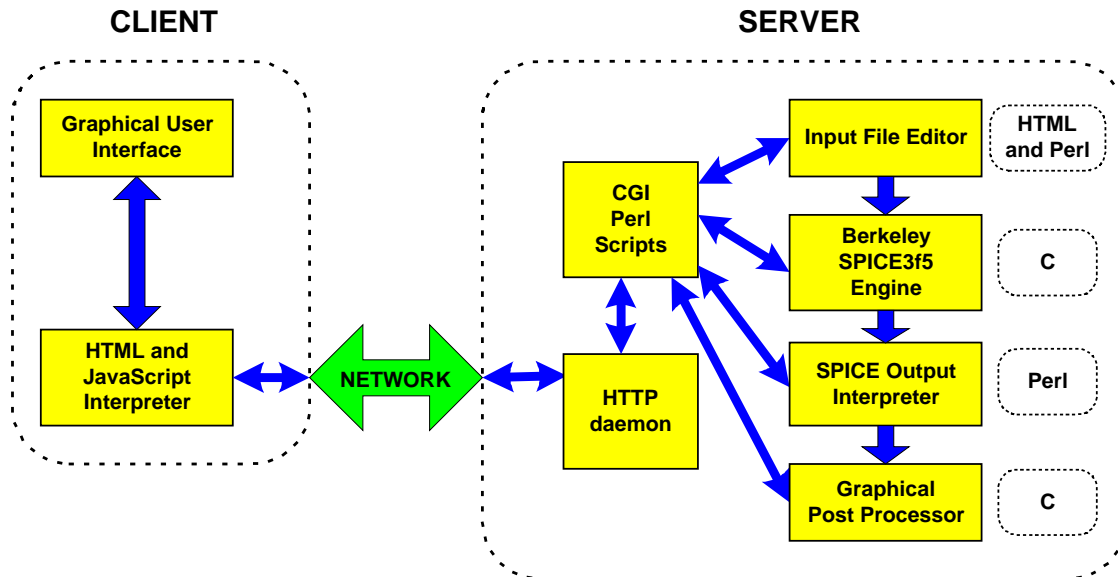 CLIENT
SERVER
Graphical User
Interface
HTML and
JavaScript
Interpreter
NETWORK
CGI
Perl
Scripts
HTTP
daemon
Input File Editor
HTML
and Perl
Berkeley
SPICE3f5
Engine
C
SPICE Output
Interpreter
Perl
Graphical
Post Processor
C